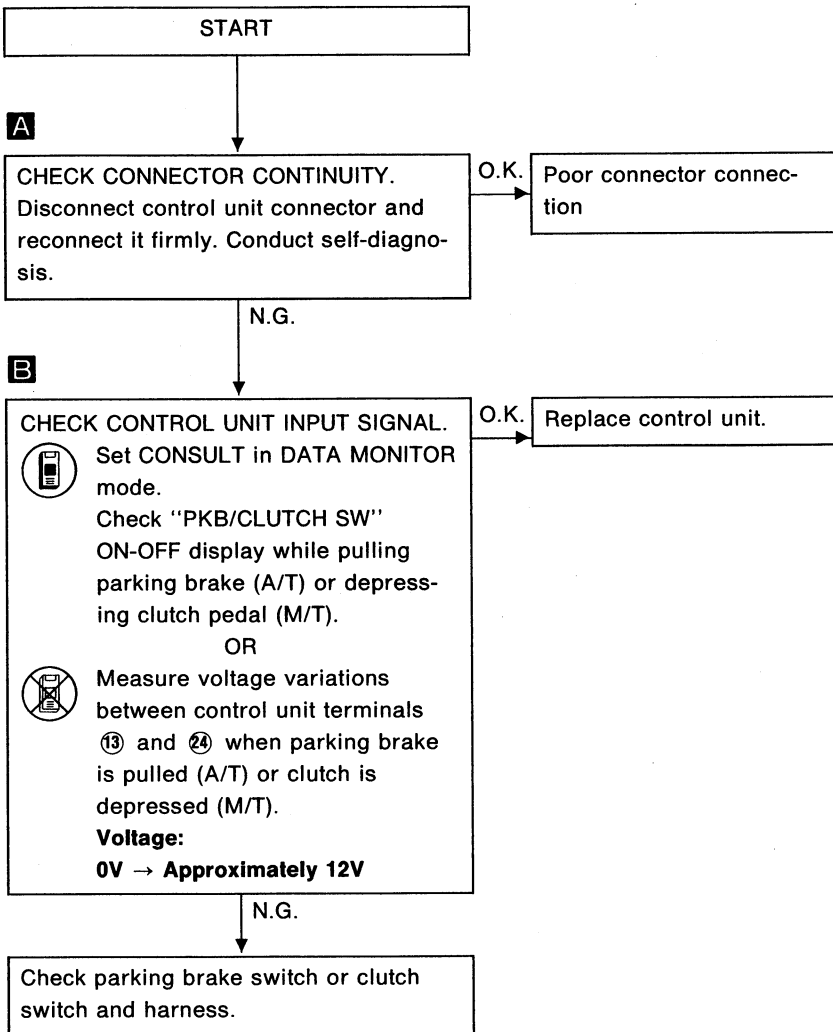 START
A
CHECK CONNECTOR CONTINUITY.
Disconnect control unit connector and
reconnect it firmly. Conduct self-diagno-
sis.
O.K.
Poor connector connec-
tion
N.G.
B
CHECK CONTROL UNIT INPUT SIGNAL.
Set CONSULT in DATA MONITOR
mode.
Check "PKB/CLUTCH SW"
ON-OFF display while pulling
parking brake (A/T) or depress-
ing clutch pedal (M/T).
OR
Measure voltage variations
between control unit terminals
⑬ and ㉔ when parking brake
is pulled (A/T) or clutch is
depressed (M/T).
Voltage:
0V → Approximately 12V
O.K.
Replace control unit.
N.G.
Check parking brake switch or clutch
switch and harness.